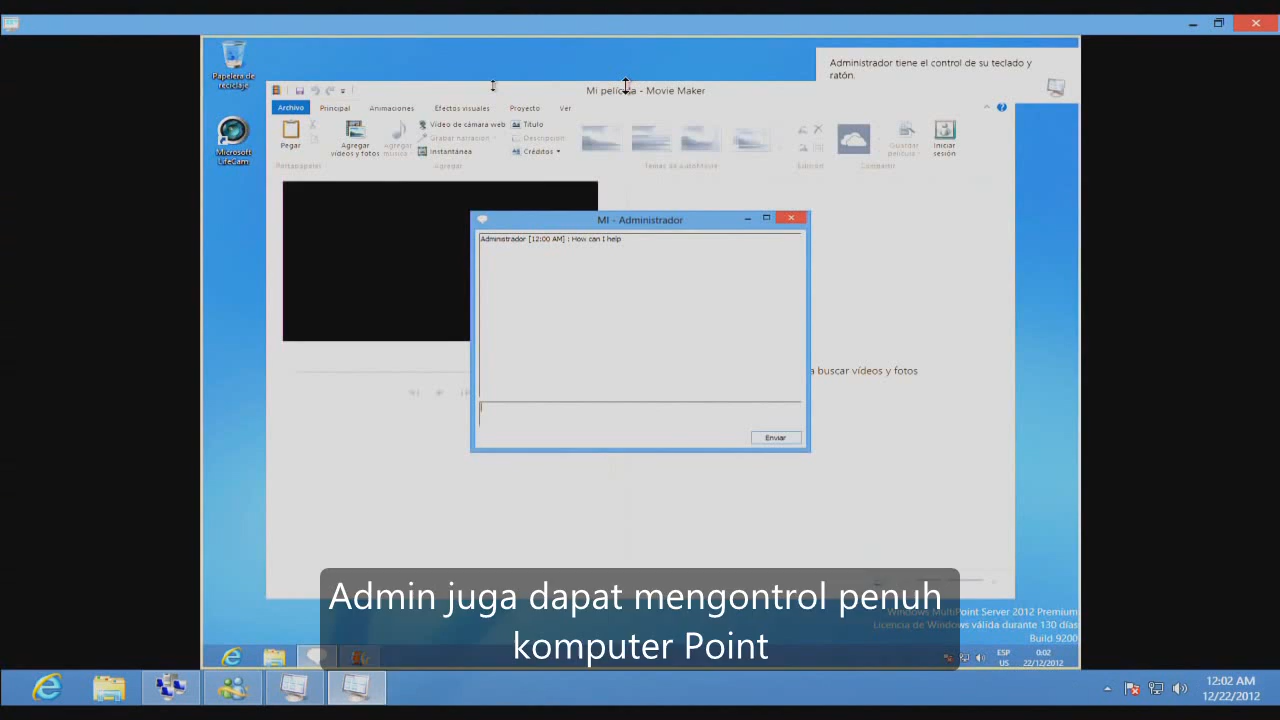 Papelera de
reciclaje
Microsoft
LifeCam
Administrador tiene el control de su teclado y
ratón.
Mi película - Movie Maker
Archivo
Principal
Animaciones
Efectos visuales
Proyecto
Ver
Pegar
Portapapeles
Agregar
vídeos y fotos
Agregar
música
Vídeo de cámara web
Grabar narración
Instantánea
Título
Descripción
Créditos
Agregar
Temas de AutoMovie
Edición
Guardar
película
Compartir
Iniciar
sesión
MI - Administrador
Administrador [12:00 AM] : How can I help
a buscar vídeos y fotos
Enviar
Admin juga dapat mengontrol penuh
komputer Point
Windows MultiPoint Server 2012 Premium
Licencia de Windows válida durante 130 días
Build 9200
ESP
US
0:02
22/12/2012
12:02 AM
12/22/2012